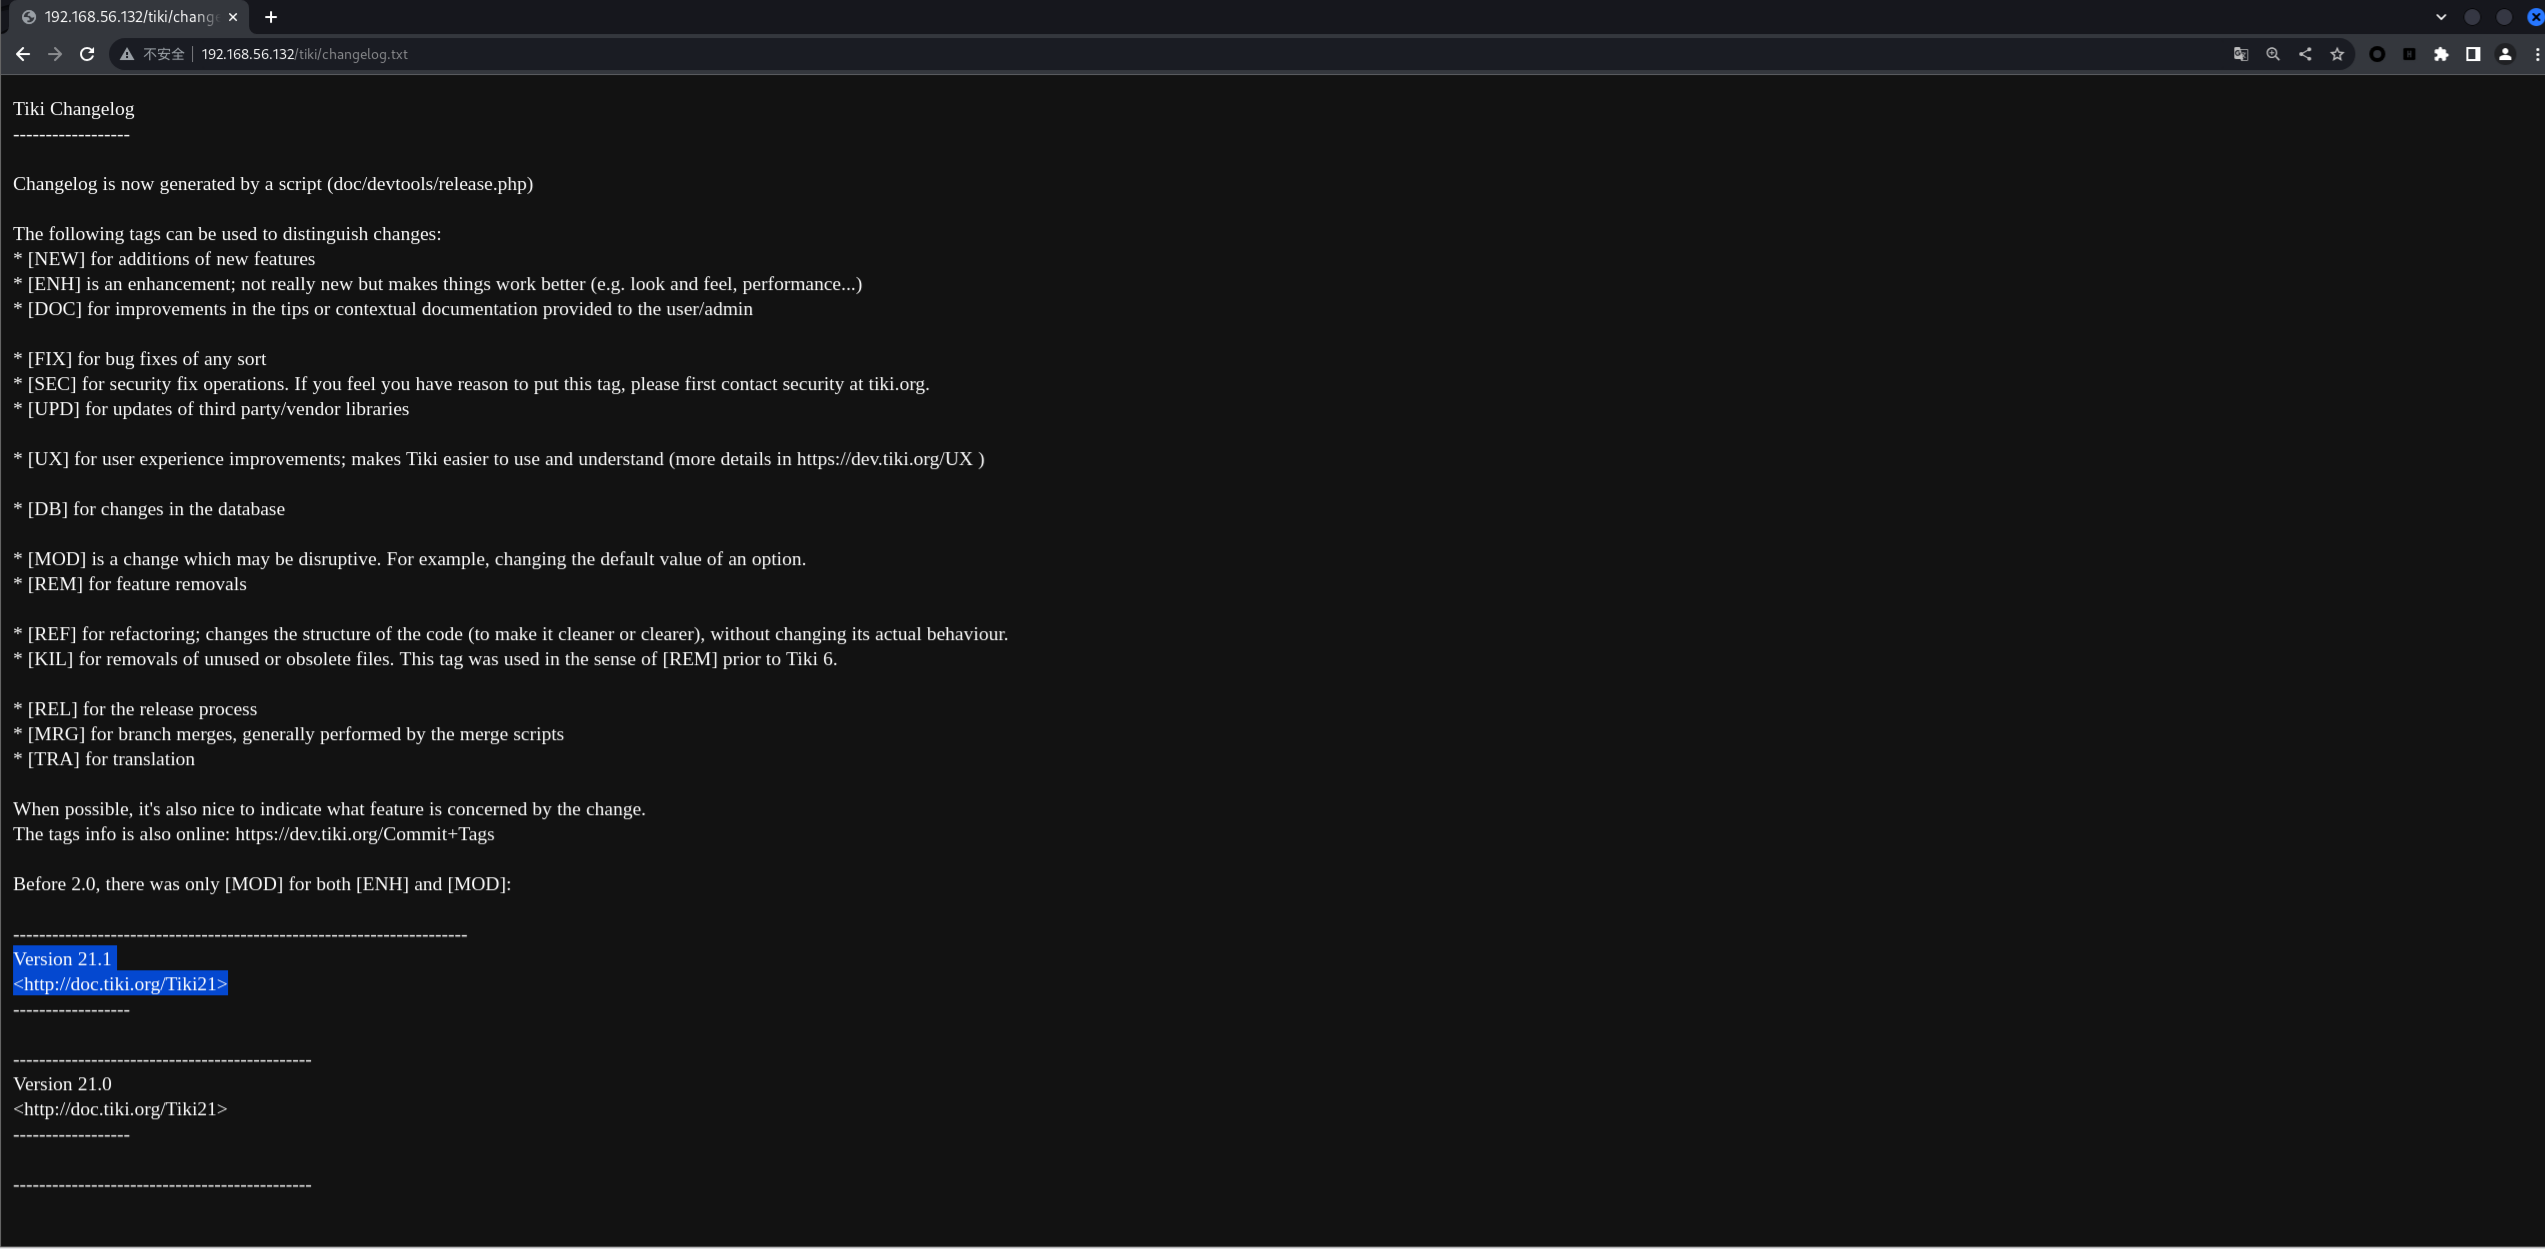 192.168.56.132/tiki/change
不安全 192.168.56.132/tiki/changelog.txt
Tiki Changelog
------------------
Changelog is now generated by a script (doc/devtools/release.php)
The following tags can be used to distinguish changes:
* [NEW] for additions of new features
* [ENH] is an enhancement; not really new but makes things work better (e.g. look and feel, performance...)
* [DOC] for improvements in the tips or contextual documentation provided to the user/admin
* [FIX] for bug fixes of any sort
* [SEC] for security fix operations. If you feel you have reason to put this tag, please first contact security at tiki.org.
* [UPD] for updates of third party/vendor libraries
* [UX] for user experience improvements; makes Tiki easier to use and understand (more details in https://dev.tiki.org/UX )
* [DB] for changes in the database
* [MOD] is a change which may be disruptive. For example, changing the default value of an option.
* [REM] for feature removals
* [REF] for refactoring; changes the structure of the code (to make it cleaner or clearer), without changing its actual behaviour.
* [KIL] for removals of unused or obsolete files. This tag was used in the sense of [REM] prior to Tiki 6.
* [REL] for the release process
* [MRG] for branch merges, generally performed by the merge scripts
* [TRA] for translation
When possible, it's also nice to indicate what feature is concerned by the change.
The tags info is also online: https://dev.tiki.org/Commit+Tags
Before 2.0, there was only [MOD] for both [ENH] and [MOD]:
----------------------------------------------------------------------
Version 21.1
<http://doc.tiki.org/Tiki21>
------------------
----------------------------------------------
Version 21.0
<http://doc.tiki.org/Tiki21>
------------------
----------------------------------------------